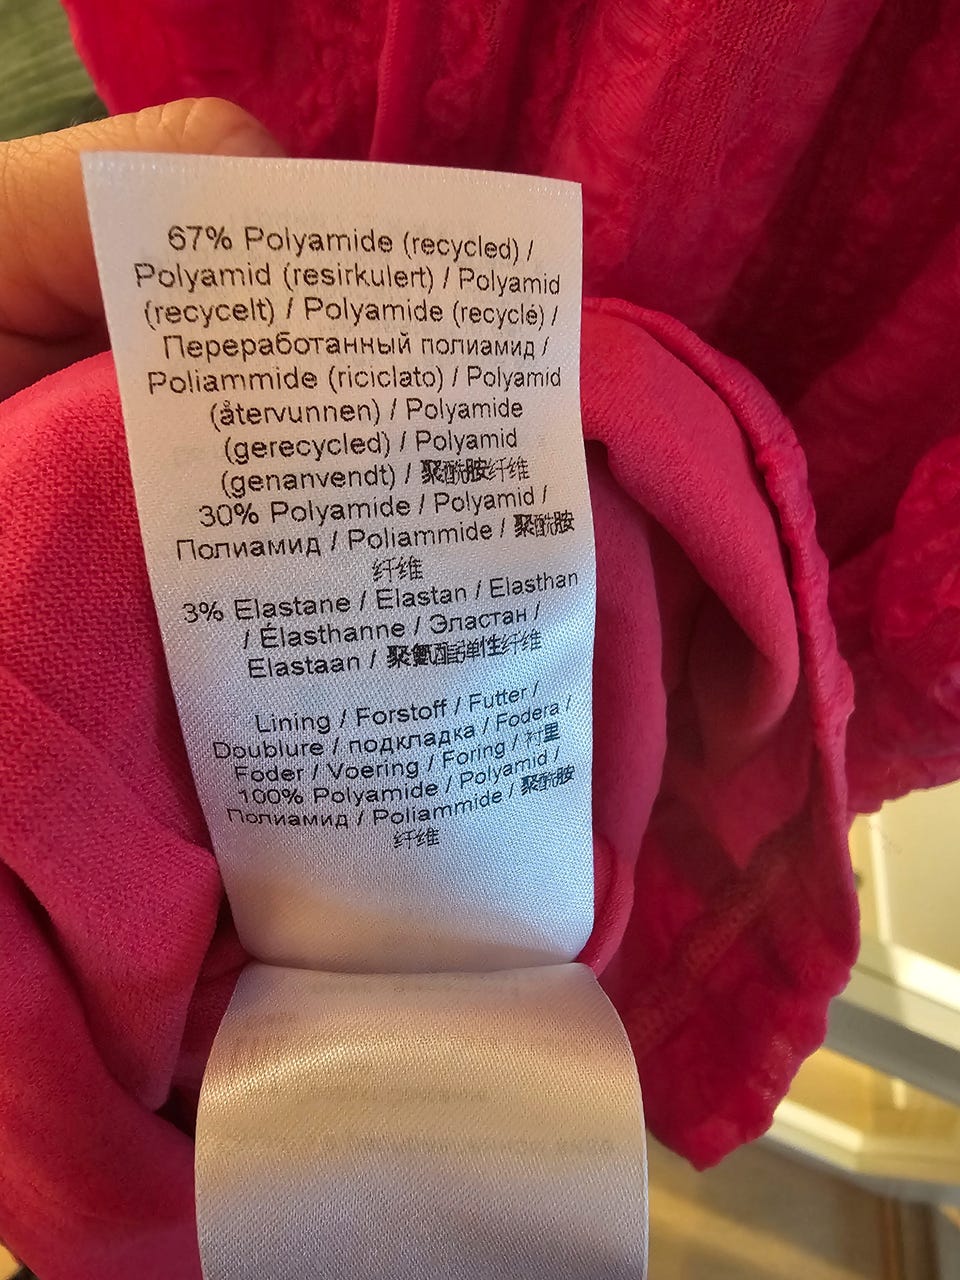 67% Polyamide (recycled) /
Polyamid (resirkulert) / Polyamid
(recycelt) / Polyamide (recyclé) /
Переработанный полиамид /
Poliammide (riciclato) / Polyamid
(återvunnen) / Polyamide
(gerecycled) / Polyamid
(genanvendt) / 聚酰胺纤维
30% Polyamide / Polyamid /
Полиамид / Poliammide / 聚酰胺
纤维
3% Elastane / Elastan / Elasthan
/ Élasthanne / Эластан /
Elastaan / 聚氨酯弹性纤维
Lining / Forstoff / Futter /
Doublure / подкладка / Fodera /
Foder / Voering / Foring / 衬里
100% Polyamide / Polyamid /
Полиамид / Poliammide / 聚酰胺
纤维